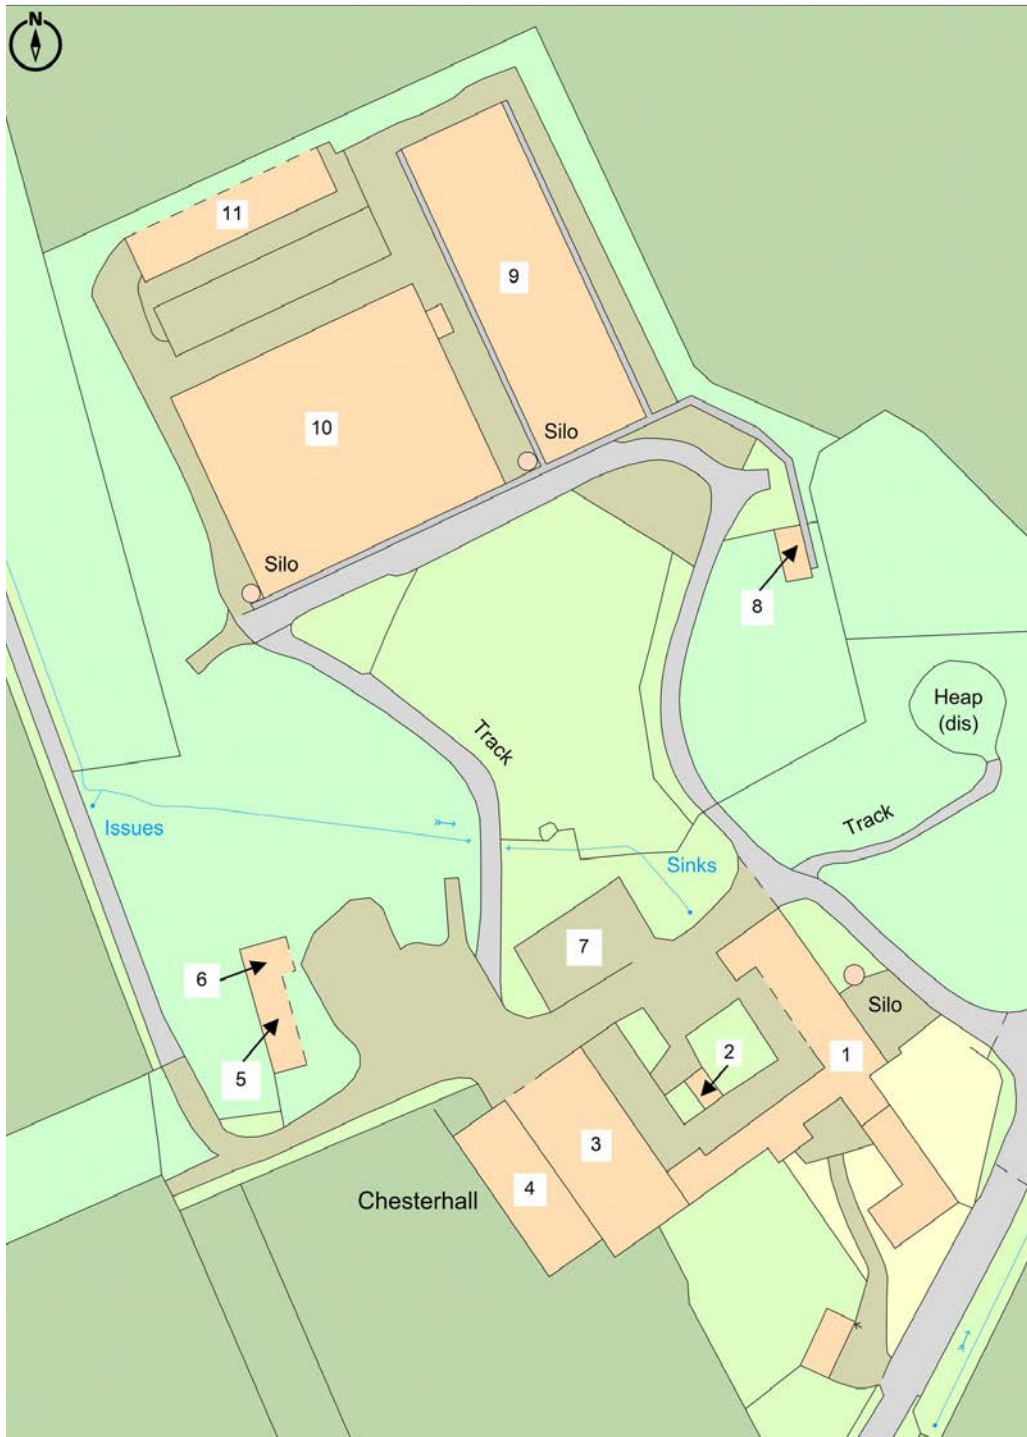 N
11
9
10
Silo
Silo
8
Heap
(dis)
Track
Track
Issues
Sinks
7
6
Silo
2
1
5
3
4
Chesterhall